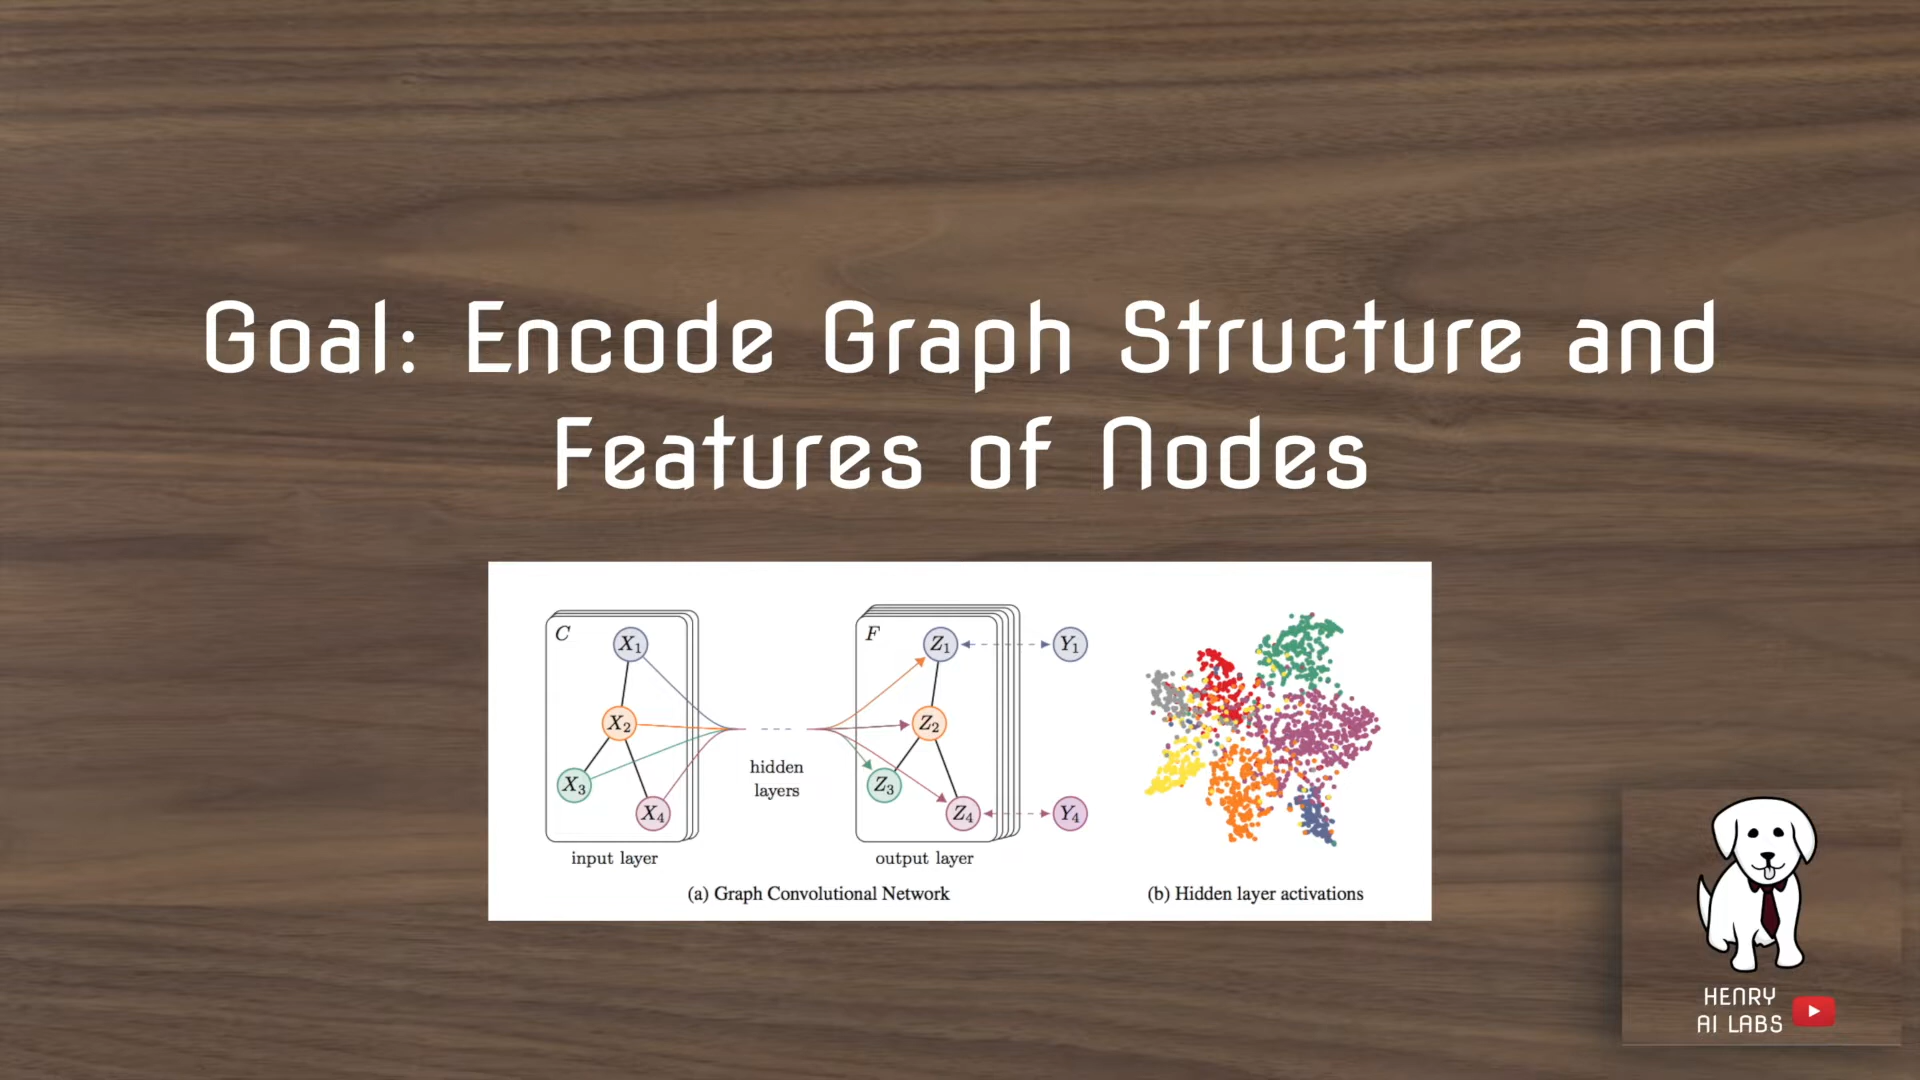 Goal: Encode Graph Structure and
Features of Nodes
C
X1
X2
X3
X4
input layer
hidden
layers
F
Z1
Z2
Z3
Z4
output layer
Y1
Y4
(a) Graph Convolutional Network
(b) Hidden layer activations
HENRY
AI LABS